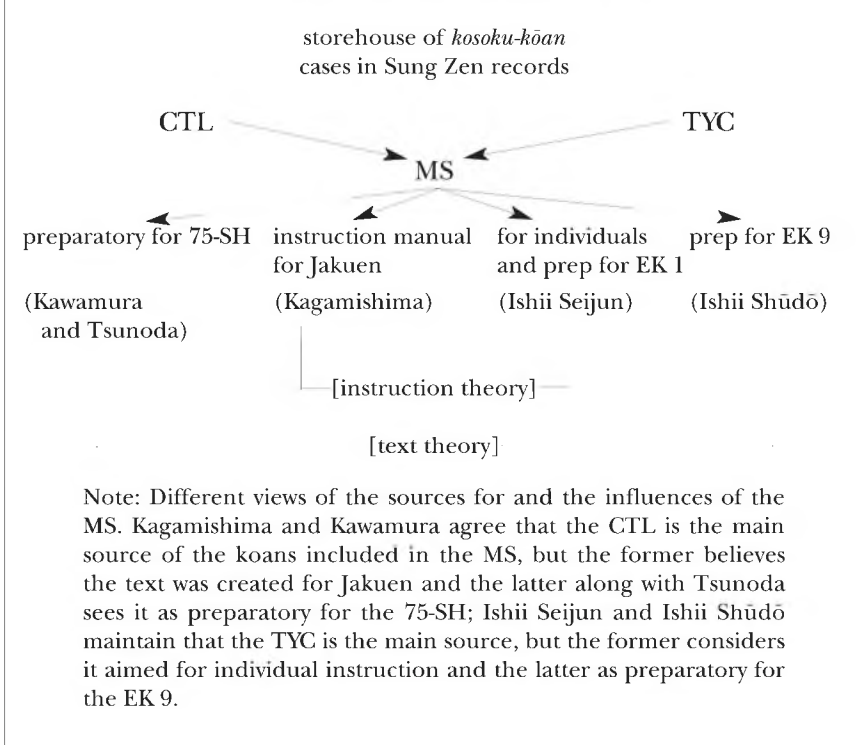 storehouse of kosoku-kōan
cases in Sung Zen records
CTL TYC
MS
preparatory for 75-SH instruction manual for individuals prep for EK 9
for Jakuen and prep for EK 1
(Kawamura (Kagamishima) (Ishii Seijun) (Ishii Shūdō)
and Tsunoda)
[instruction theory]
[text theory]
Note: Different views of the sources for and the influences of the
MS. Kagamishima and Kawamura agree that the CTL is the main
source of the koans included in the MS, but the former believes
the text was created for Jakuen and the latter along with Tsunoda
sees it as preparatory for the 75-SH; Ishii Seijun and Ishii Shūdō
maintain that the TYC is the main source, but the former considers
it aimed for individual instruction and the latter as preparatory for
the EK 9.